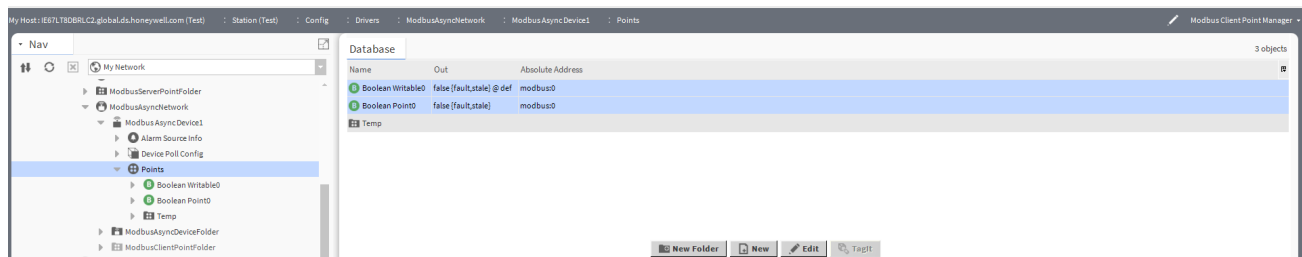 My Host : IE67LT8DBRLC2.global.ds.honeywell.com (Test) : Station (Test) : Config : Drivers : ModbusAsyncNetwork : Modbus Async Device1 : Points Modbus Client Point Manager
Nav
My Network
ModbusServerPointFolder
ModbusAsyncNetwork
Modbus Async Device1
Alarm Source Info
Device Poll Config
Points
Boolean Writable0
Boolean Point0
Temp
ModbusAsyncDeviceFolder
ModbusClientPointFolder
Database 3 objects
Name Out Absolute Address
B Boolean Writable0 false {fault,stale} @ def modbus:0
B Boolean Point0 false {fault,stale} modbus:0
Temp
New Folder New Edit TagIt